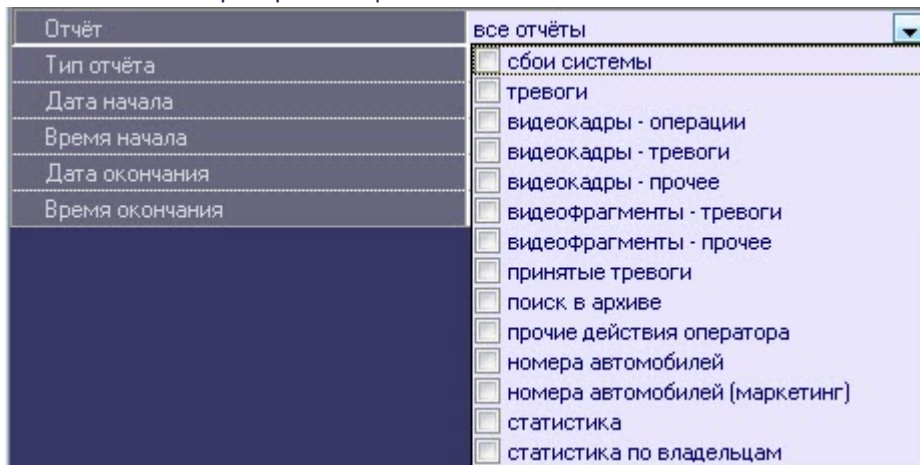 Отчёт
все отчёты
Тип отчёта
сбои системы
Дата начала
тревоги
Время начала
видеокадры - операции
Дата окончания
видеокадры - тревоги
Время окончания
видеокадры - прочее
видеофрагменты - тревоги
видеофрагменты - прочее
принятые тревоги
поиск в архиве
прочие действия оператора
номера автомобилей
номера автомобилей (маркетинг)
статистика
статистика по владельцам